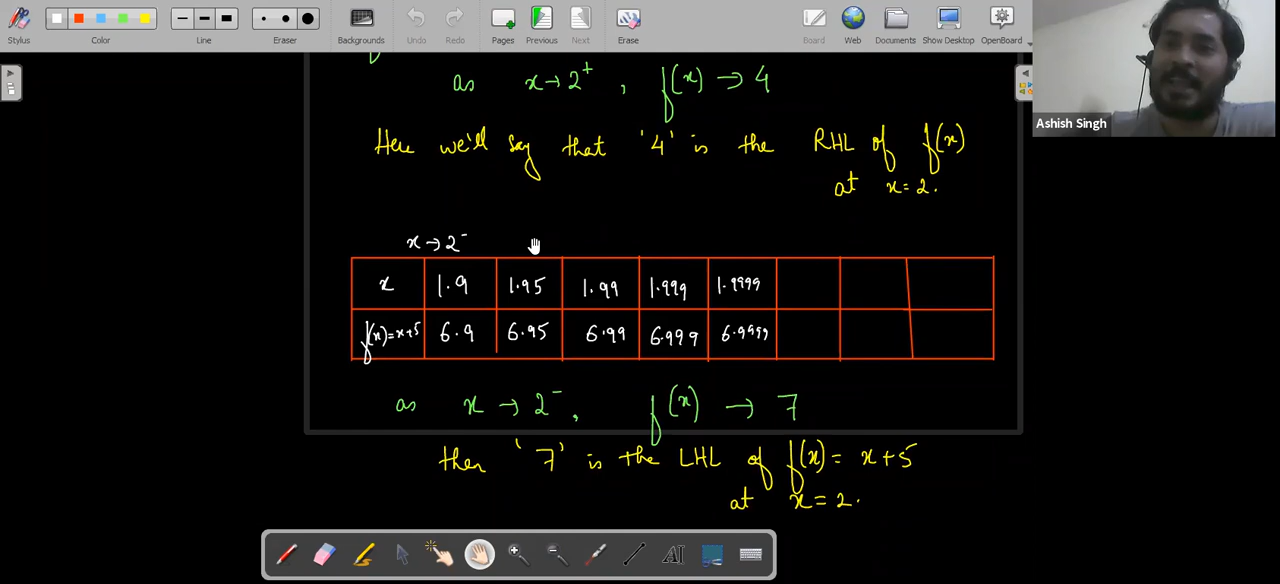 Stylus
Color
Line
Eraser
Backgrounds
Undo
Redo
Pages
Previous
Next
Erase
Board
Web
Documents
Show Desktop
OpenBoard
Ashish Singh
as x→2⁺, f(x) → 4
Here we'll say that '4' is the RHL of f(x)
at x=2.
x→2⁻
x 1.9 1.95 1.99 1.999 1.9999
f(x)=x+5 6.9 6.95 6.99 6.999 6.9999
as x → 2⁻, f(x) → 7
then '7' is the LHL of f(x) = x+5
at x = 2.
AI